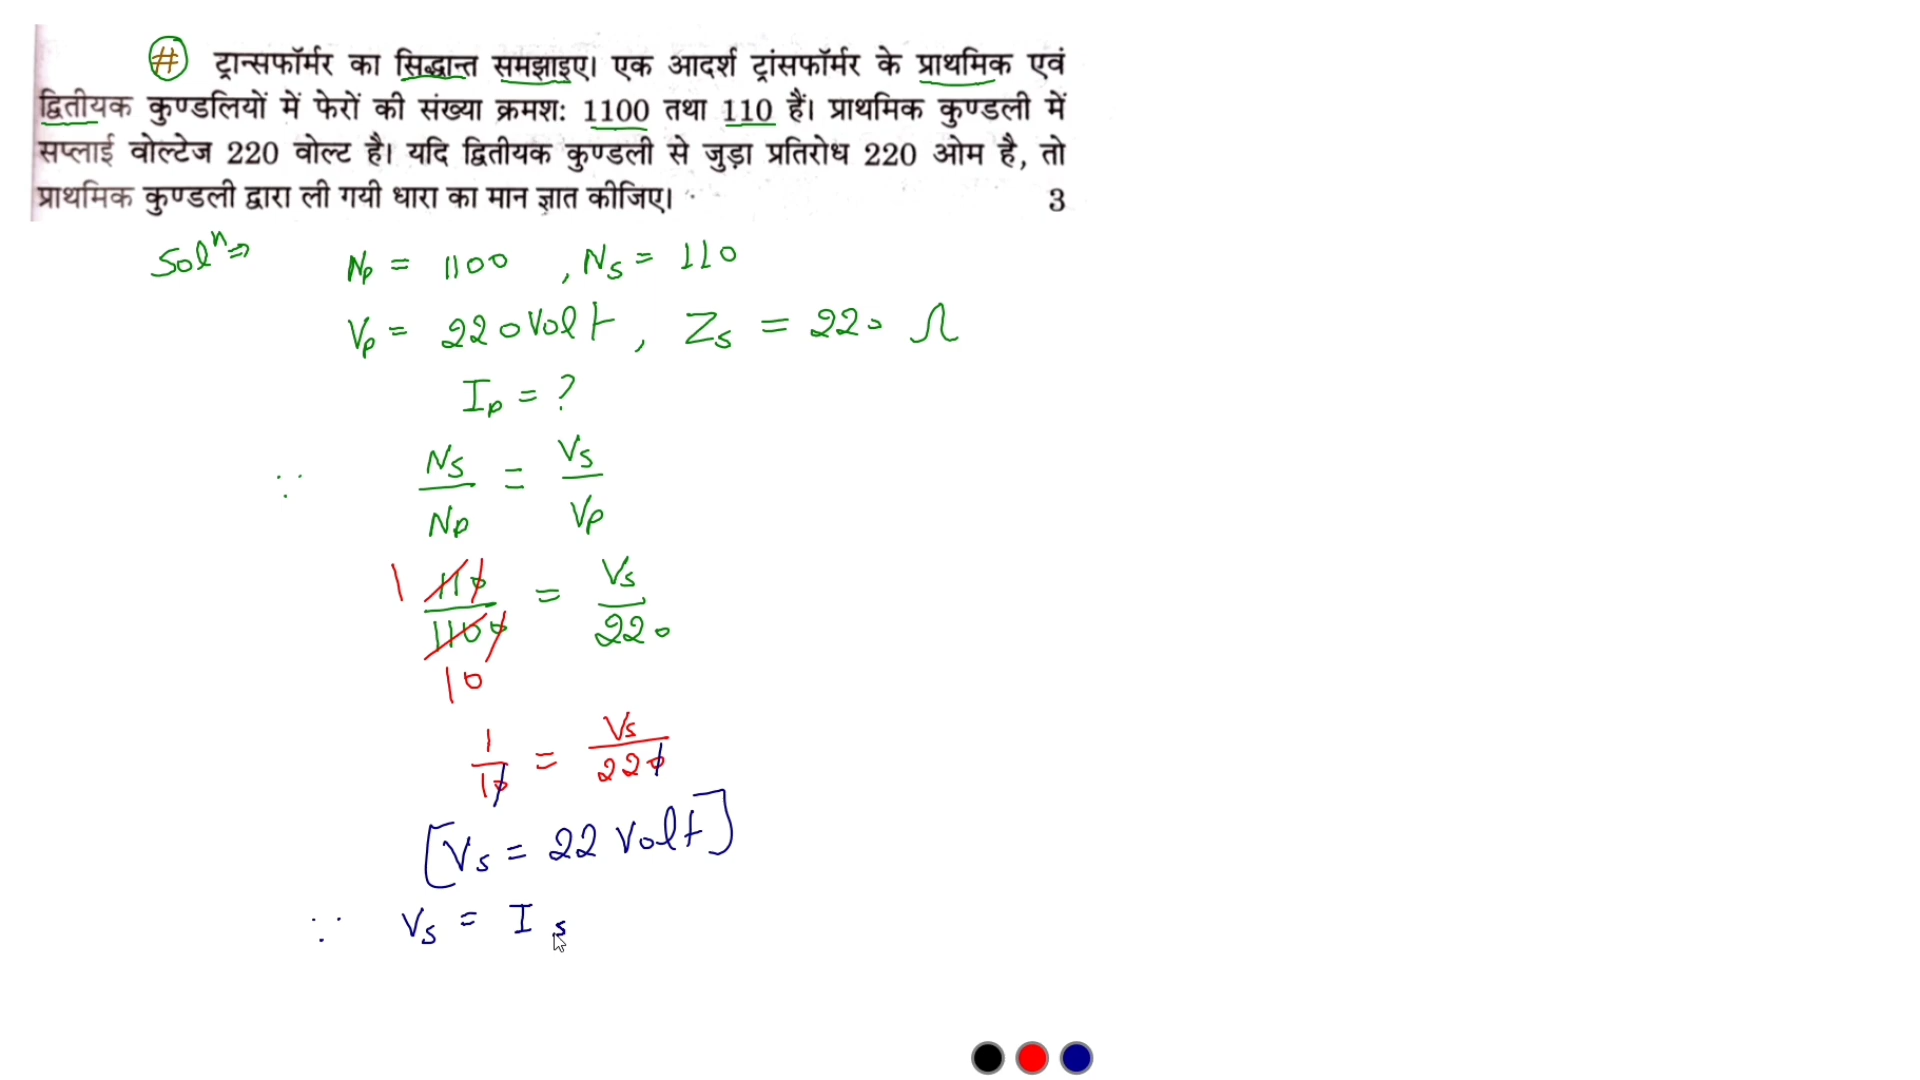 # ट्रान्सफॉर्मर का सिद्धान्त समझाइए। एक आदर्श ट्रांसफॉर्मर के प्राथमिक एवं
द्वितीयक कुण्डलियों में फेरों की संख्या क्रमश: 1100 तथा 110 हैं। प्राथमिक कुण्डली में
सप्लाई वोल्टेज 220 वोल्ट है। यदि द्वितीयक कुण्डली से जुड़ा प्रतिरोध 220 ओम है, तो
प्राथमिक कुण्डली द्वारा ली गयी धारा का मान ज्ञात कीजिए। 3
Solⁿ ⇒ Np = 1100 , Ns = 110
Vp = 220 Volt , Zs = 220 Ω
Ip = ?
∵ Ns/Np = Vs/Vp
1 110/1100 = Vs/220
10
1/10 = Vs/220
[Vs = 22 Volt]
∵ Vs = I s